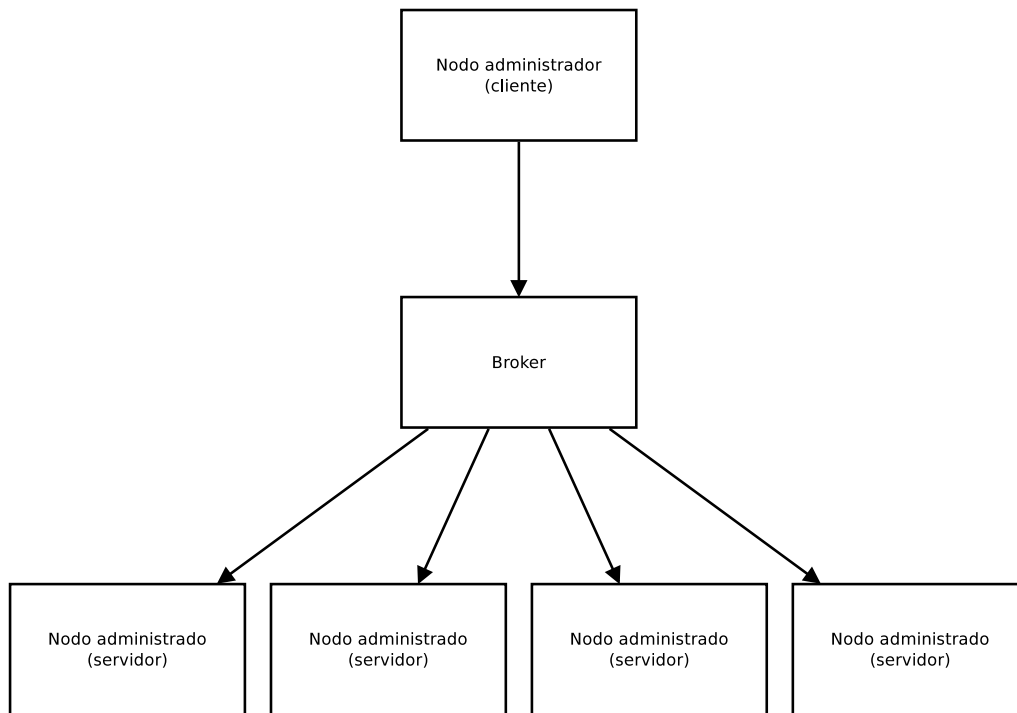 Nodo administrador
(cliente)
Broker
Nodo administrado
(servidor)
Nodo administrado
(servidor)
Nodo administrado
(servidor)
Nodo administrado
(servidor)